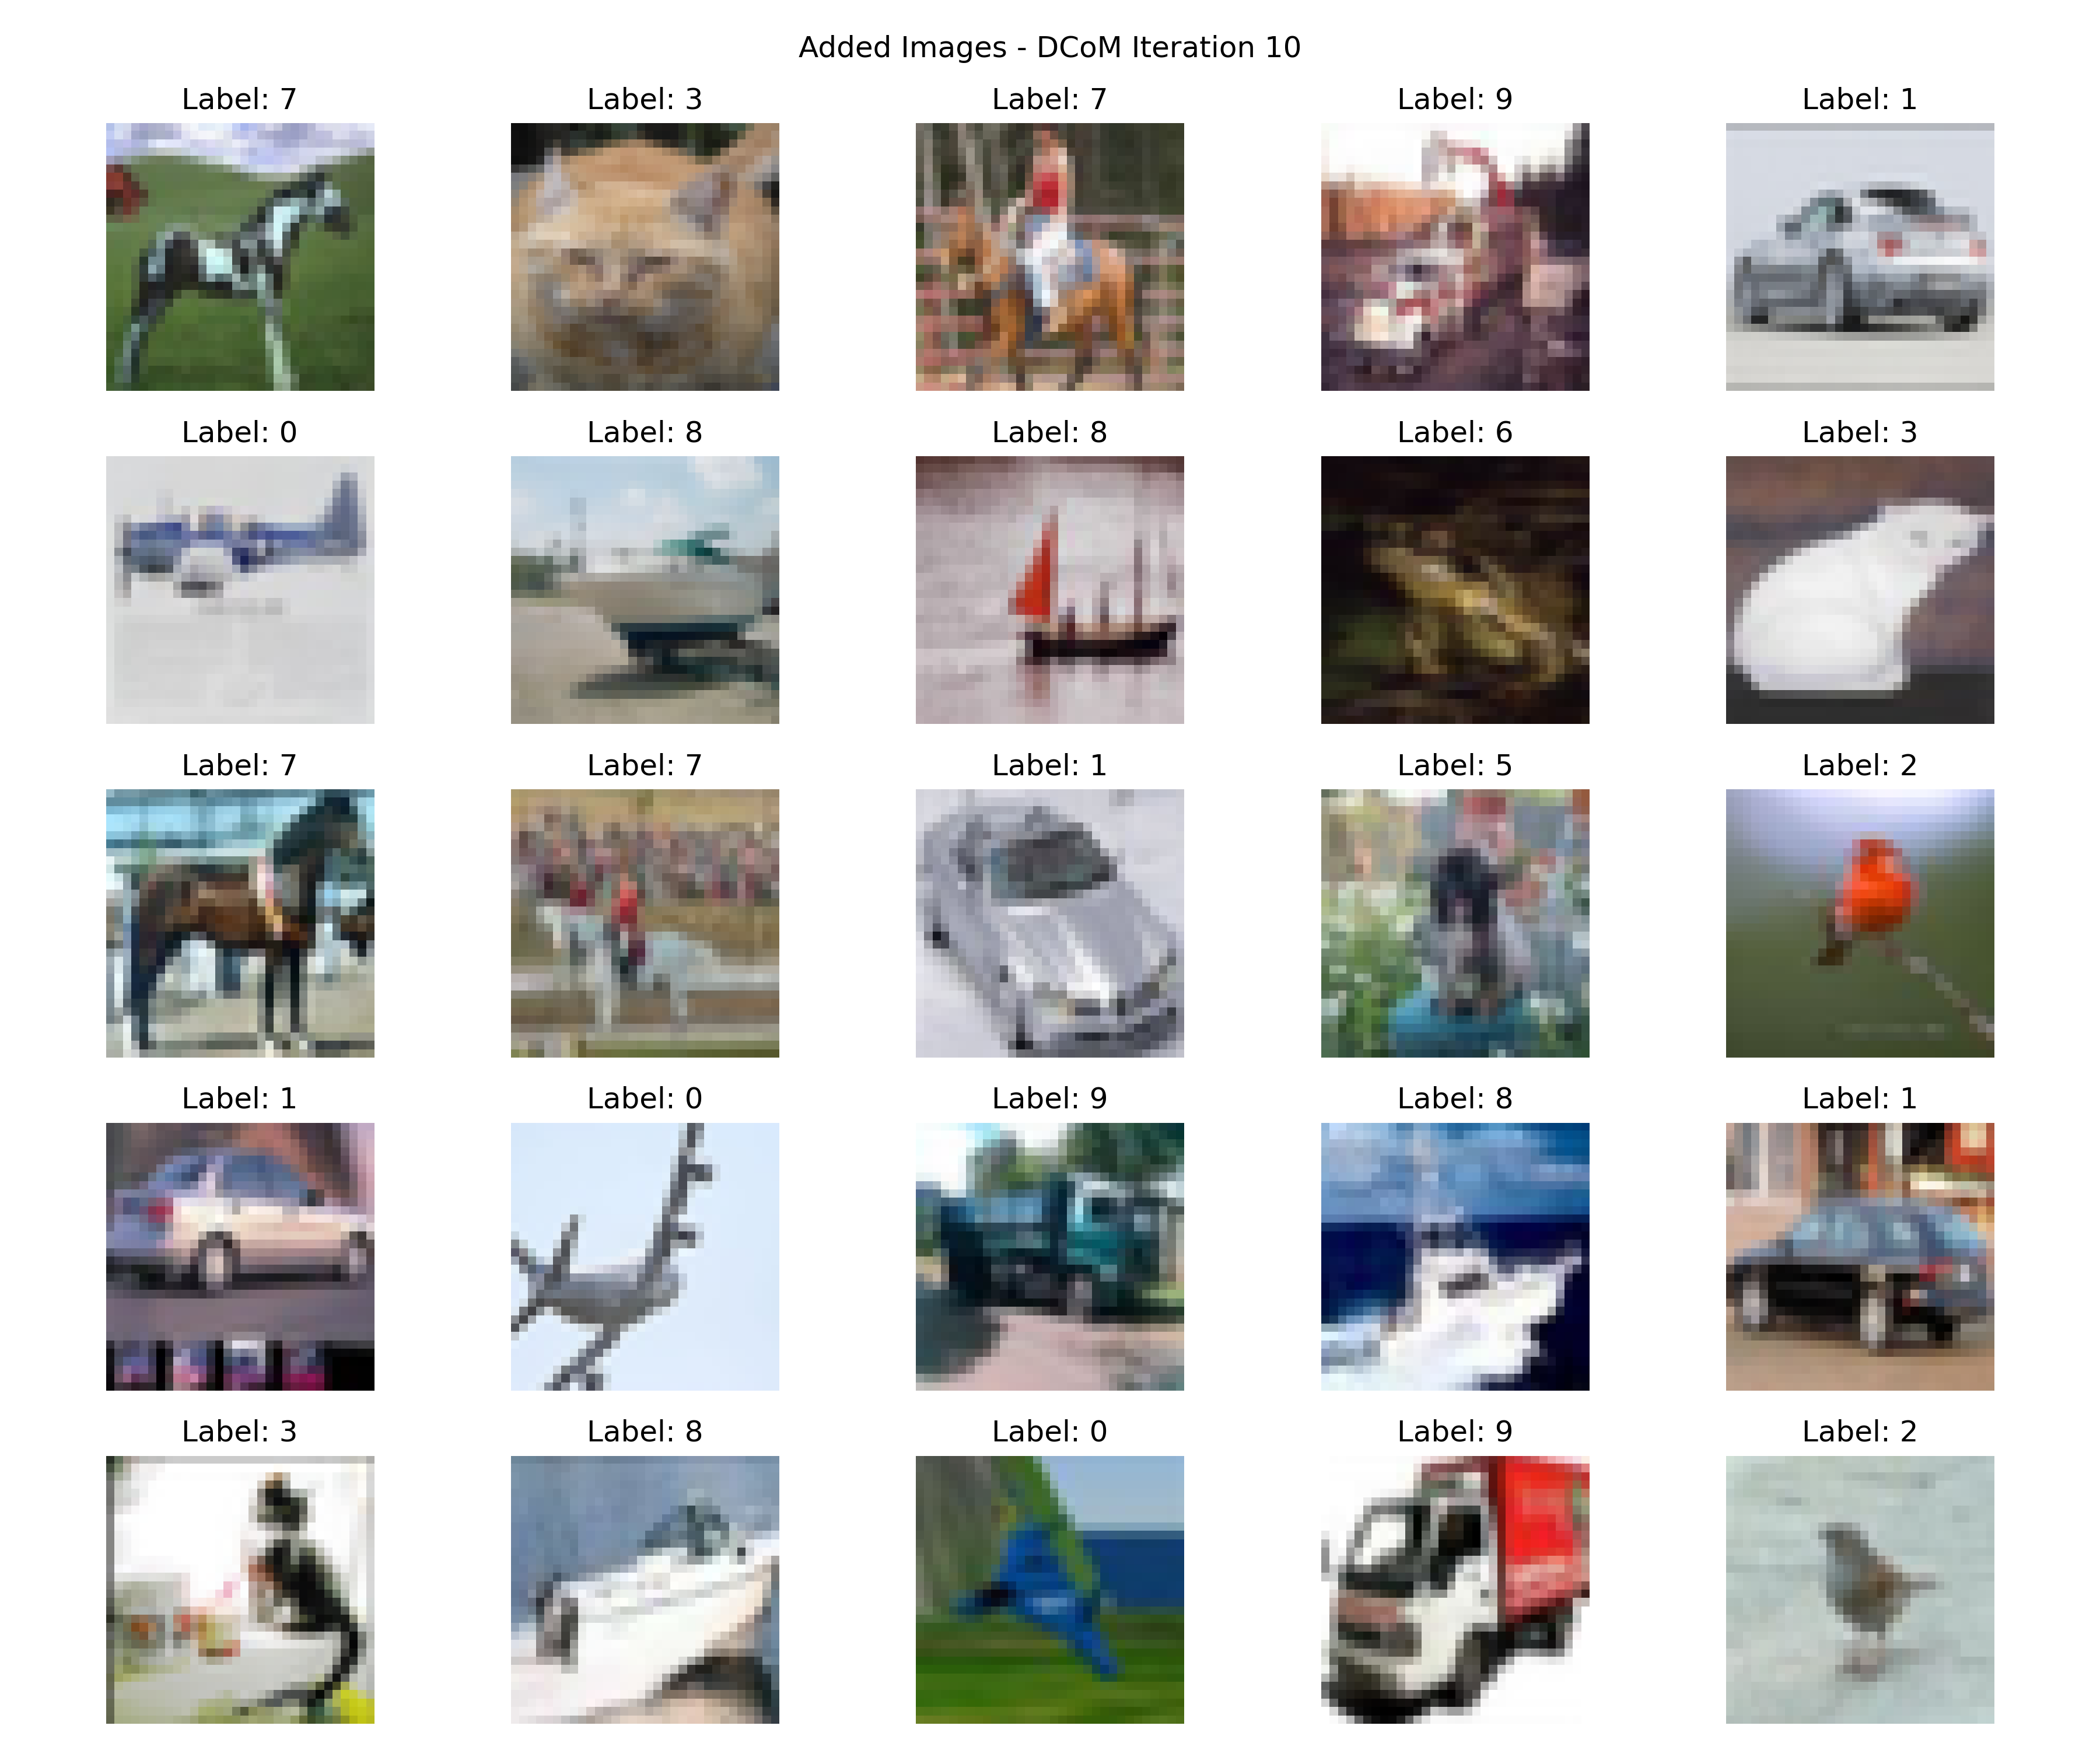 Added Images - DCoM Iteration 10
Label: 7 Label: 3 Label: 7 Label: 9 Label: 1
Label: 0 Label: 8 Label: 8 Label: 6 Label: 3
Label: 7 Label: 7 Label: 1 Label: 5 Label: 2
Label: 1 Label: 0 Label: 9 Label: 8 Label: 1
Label: 3 Label: 8 Label: 0 Label: 9 Label: 2